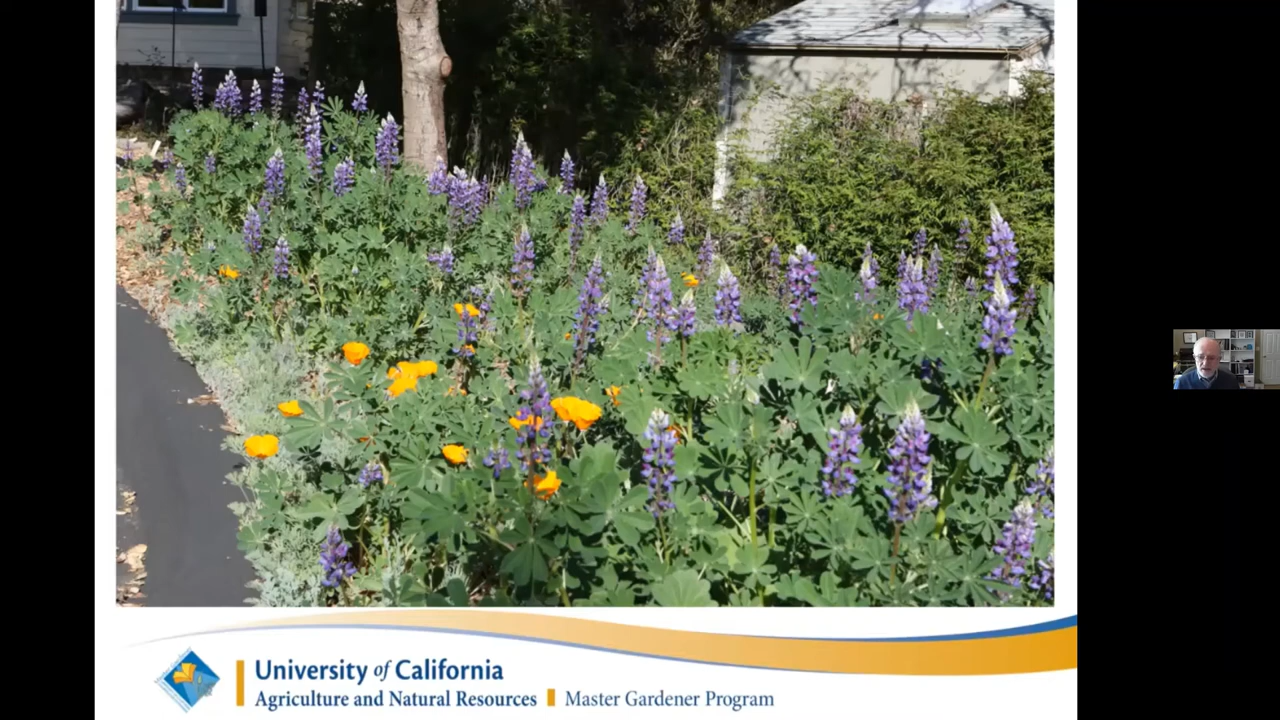 University of California
Agriculture and Natural Resources Master Gardener Program